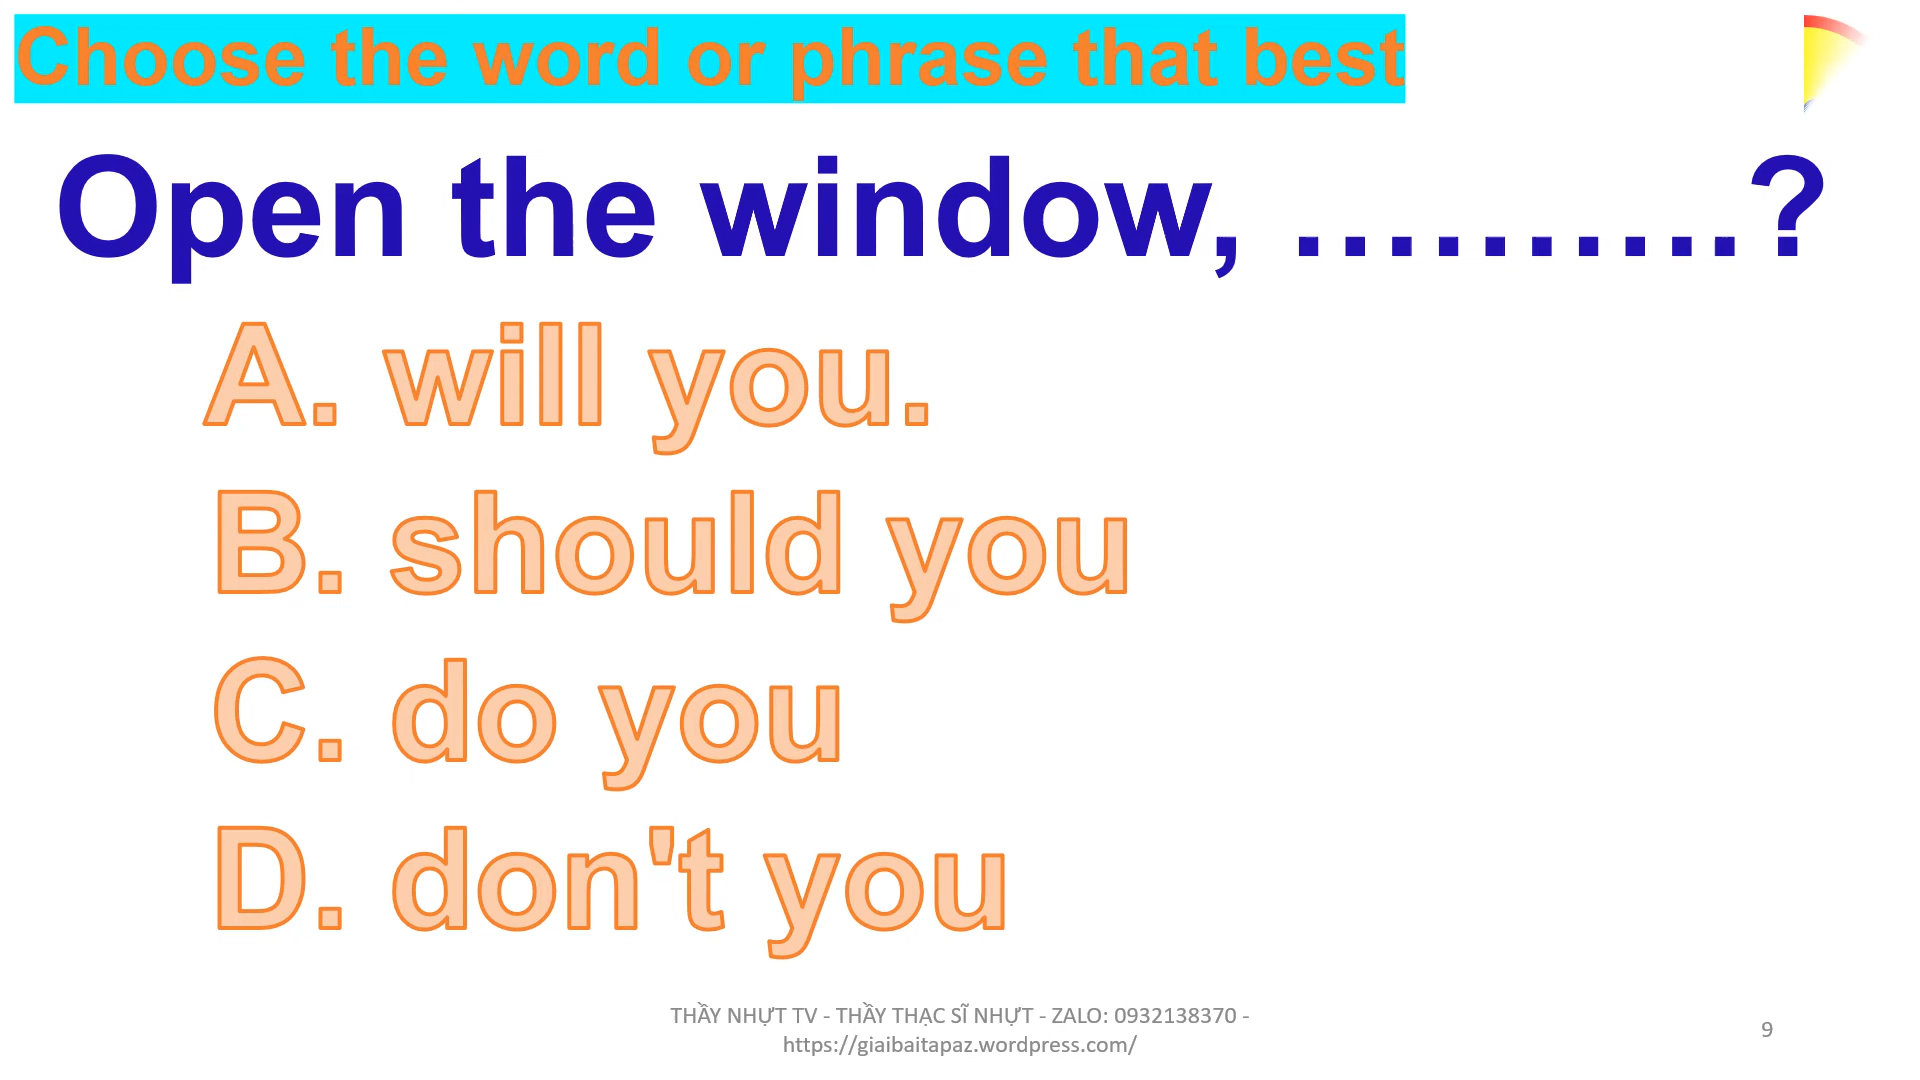 Choose the word or phrase that best
Open the window, ..........?
A. will you.
B. should you
C. do you
D. don't you
THẦY NHỰT TV - THẦY THẠC SĨ NHỰT - ZALO: 0932138370 -
https://giaibaitapaz.wordpress.com/
9